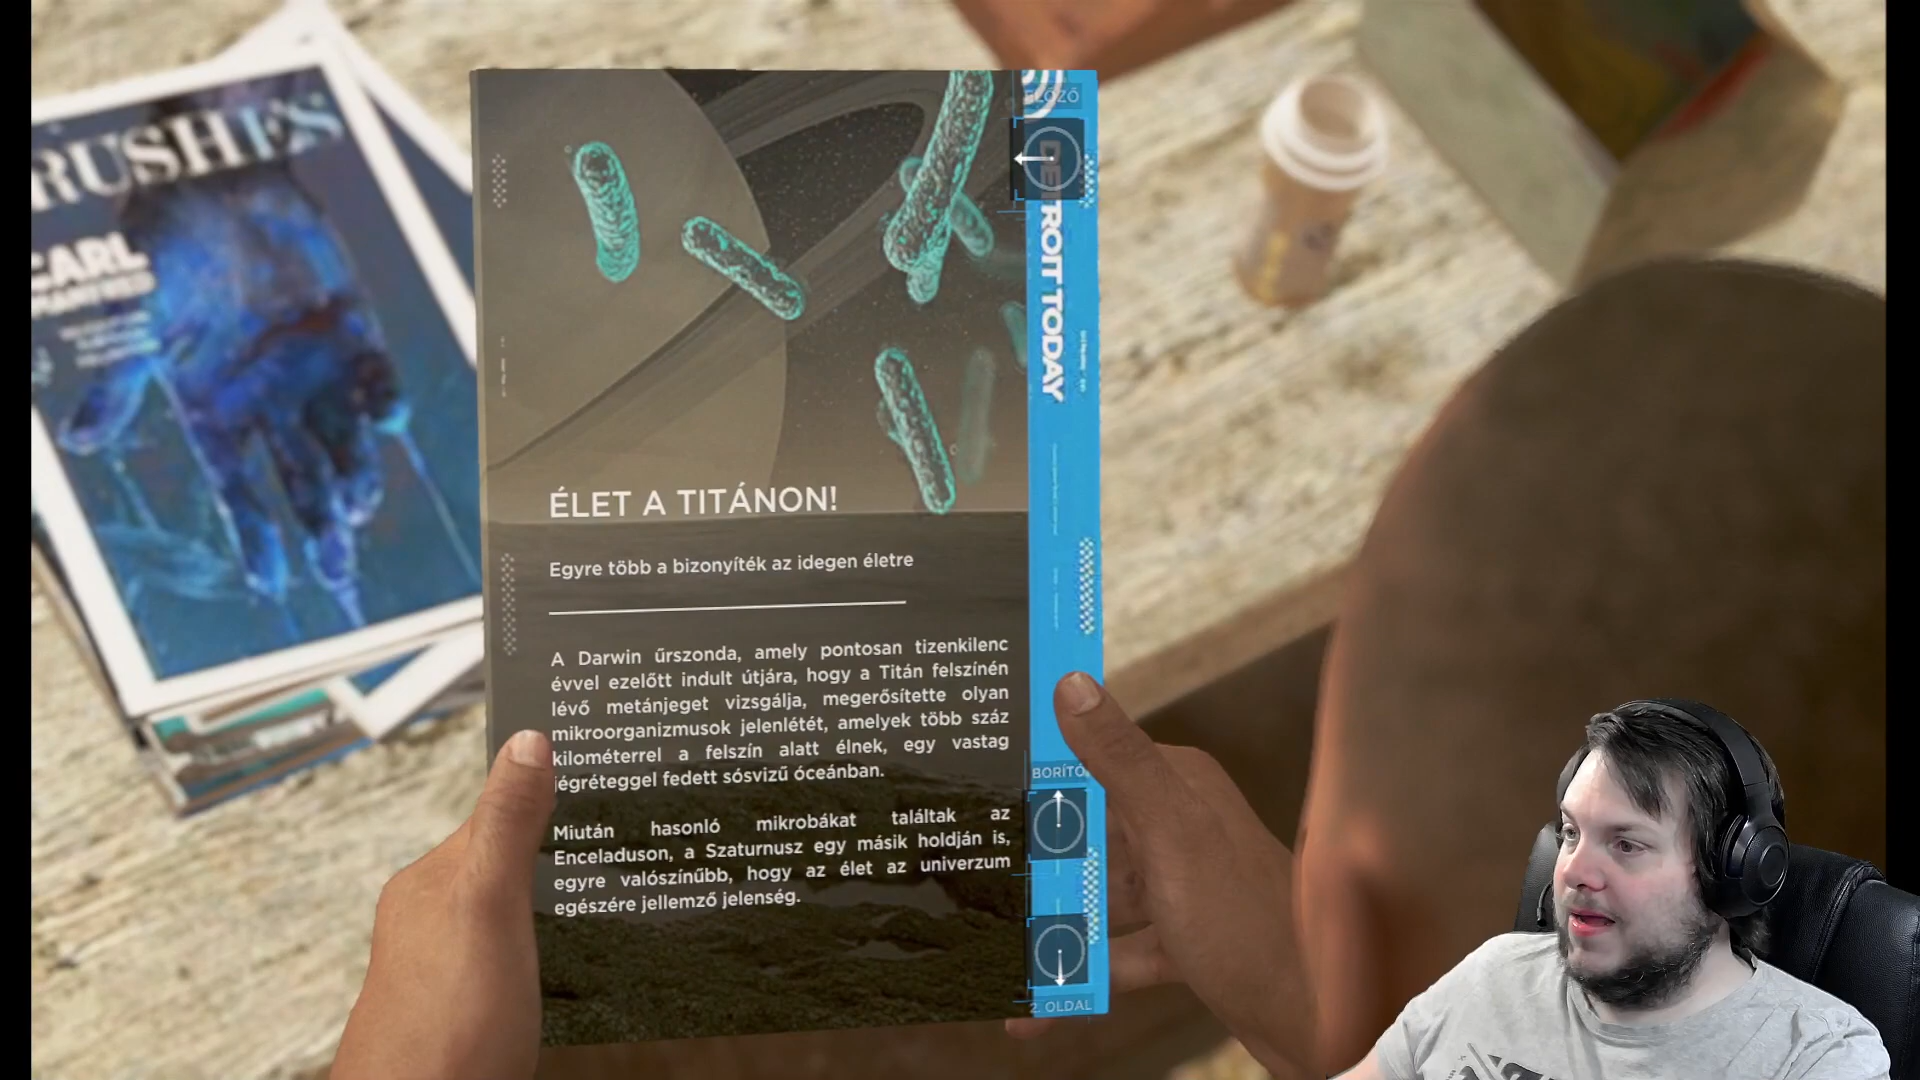 RUSHES
CARL
MANFRED
ELŐZŐ
DETROIT TODAY
ÉLET A TITÁNON!
Egyre több a bizonyíték az idegen életre
A Darwin űrszonda, amely pontosan tizenkilenc
évvel ezelőtt indult útjára, hogy a Titán felszínén
lévő metánjeget vizsgálja, megerősítette olyan
mikroorganizmusok jelenlétét, amelyek több száz
kilométerrel a felszín alatt élnek, egy vastag
jégréteggel fedett sósvizű óceánban.
Miután hasonló mikrobákat találtak az
Enceladuson, a Szaturnusz egy másik holdján is,
egyre valószínűbb, hogy az élet az univerzum
egészére jellemző jelenség.
BORÍTÓ
2. OLDAL